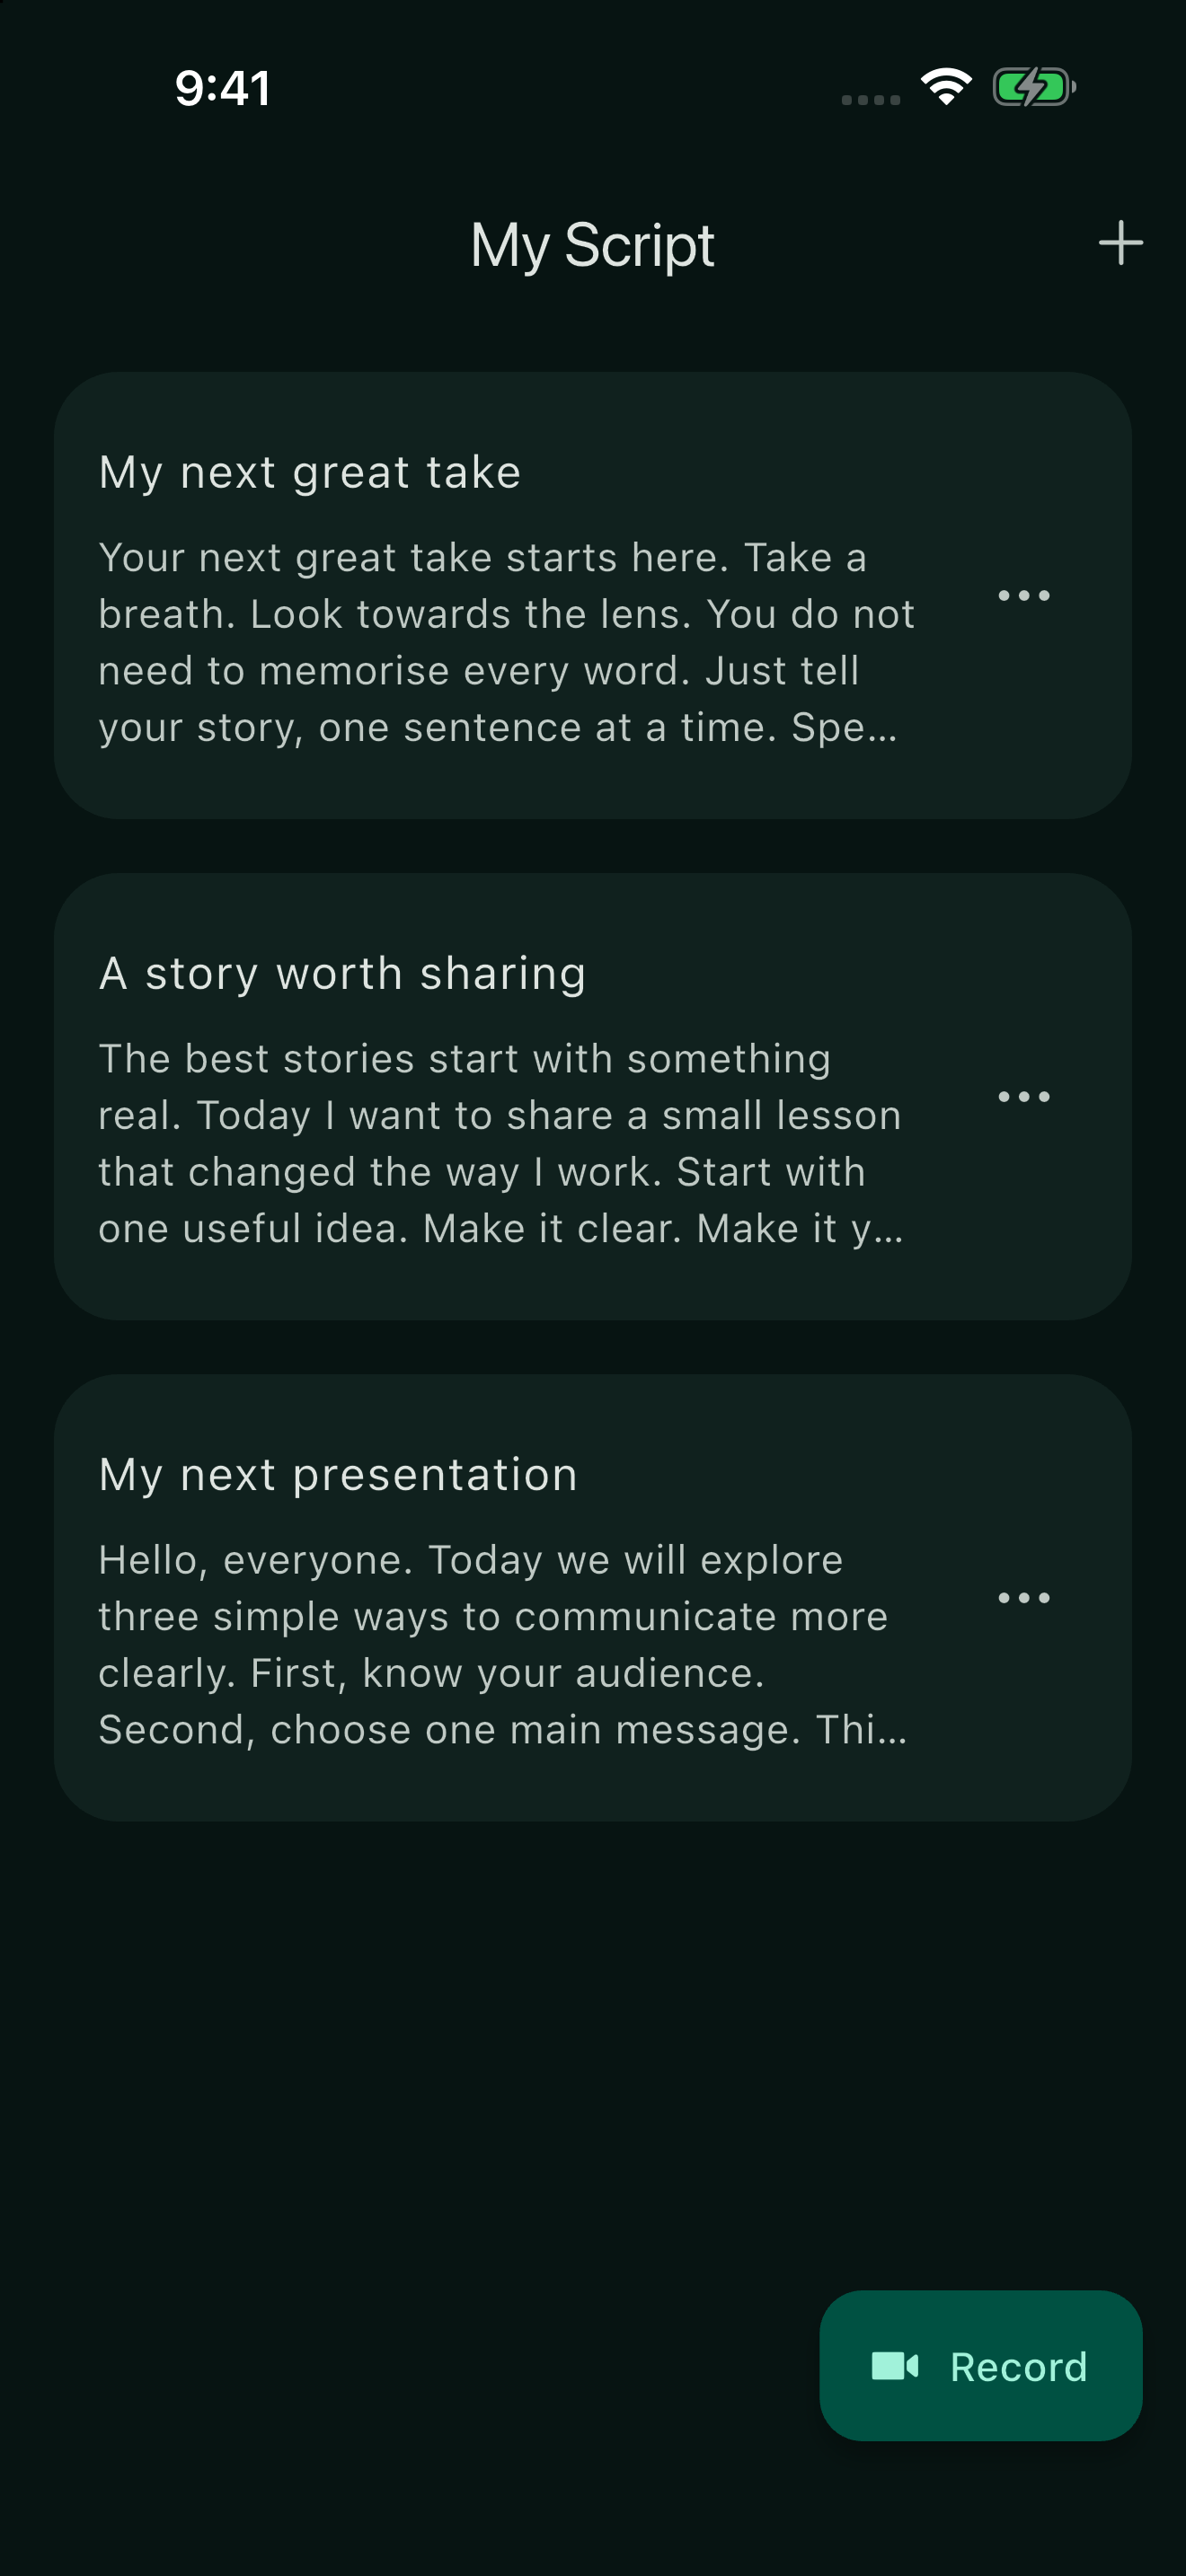 9:41
My Script
My next great take
Your next great take starts here. Take a
breath. Look towards the lens. You do not
need to memorise every word. Just tell
your story, one sentence at a time. Spe...
A story worth sharing
The best stories start with something
real. Today I want to share a small lesson
that changed the way I work. Start with
one useful idea. Make it clear. Make it y...
My next presentation
Hello, everyone. Today we will explore
three simple ways to communicate more
clearly. First, know your audience.
Second, choose one main message. Thi...
Record